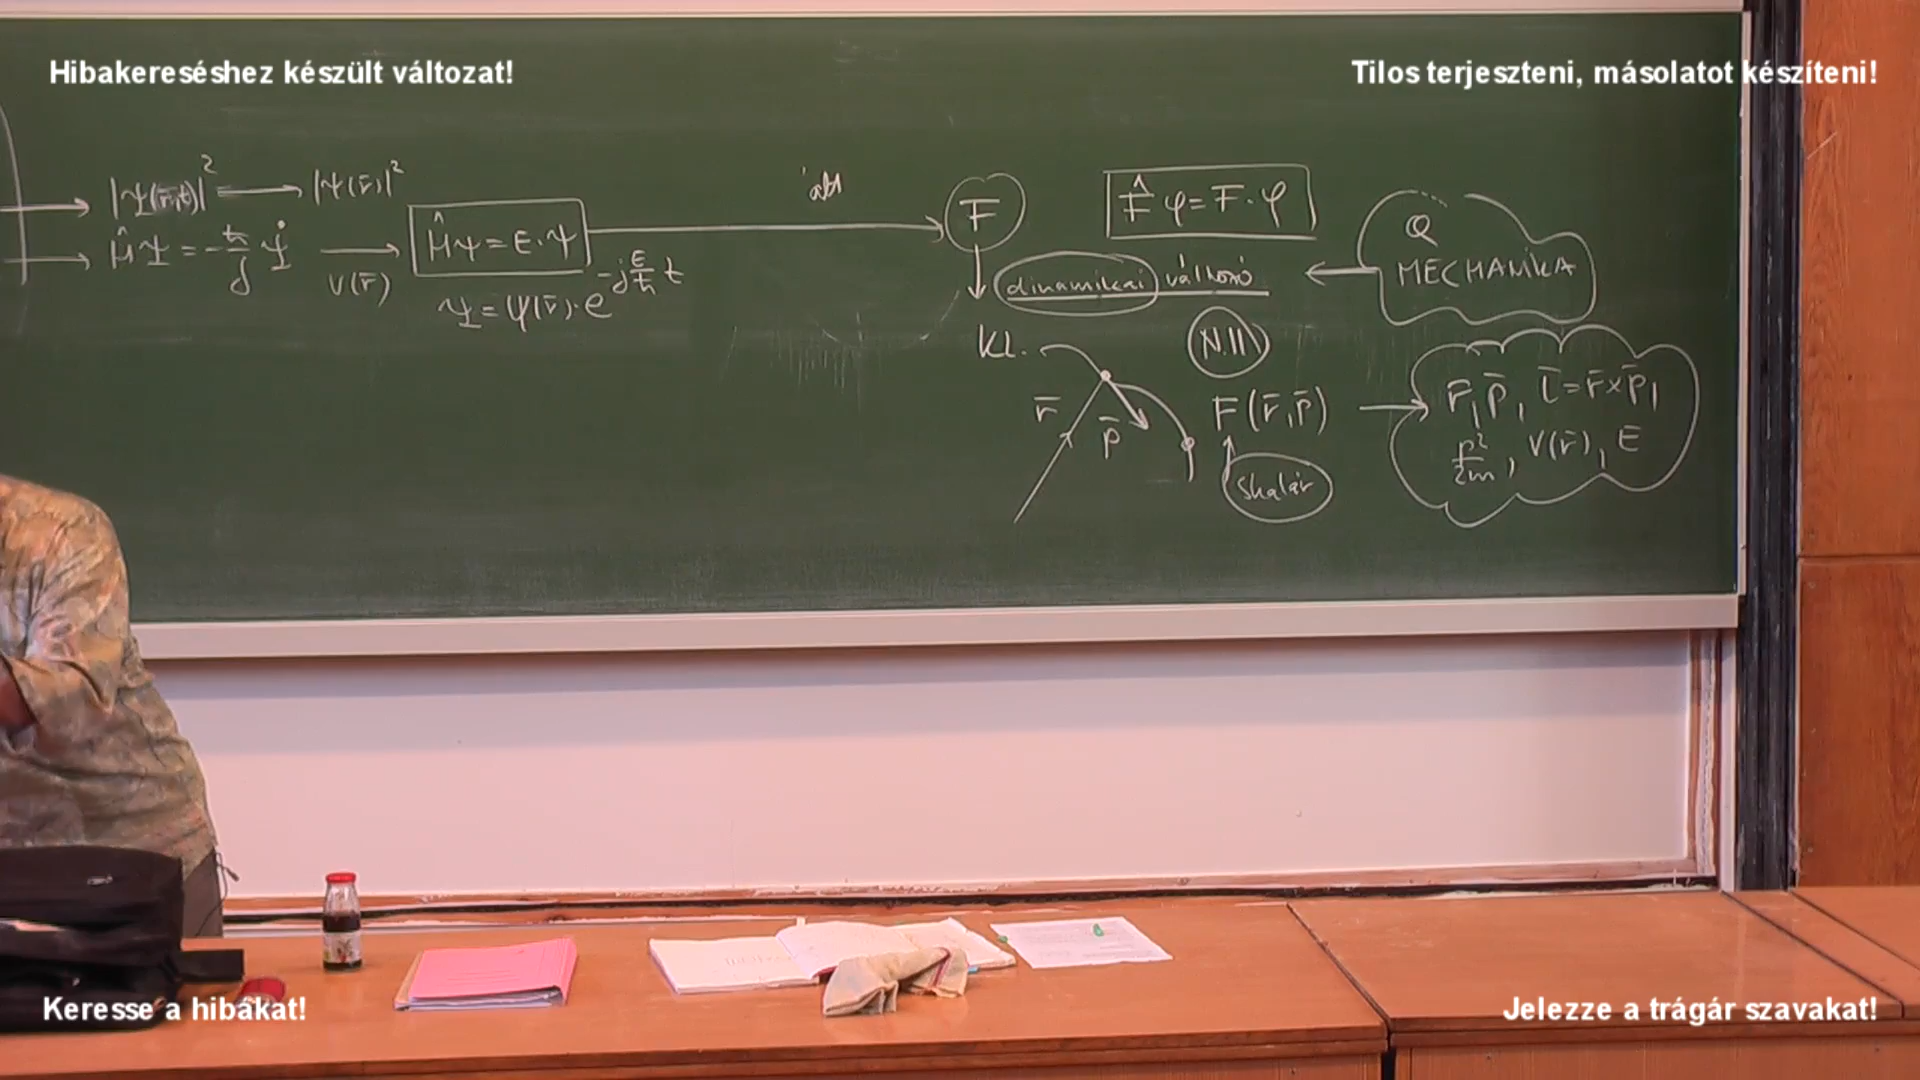 Hibakereséshez készült változat!
Tilos terjeszteni, másolatot készíteni!
|Ψ(r̄,t)|² → |ψ(r̄)|²
Ĥ Ψ = -ħ/j Ψ̇ → V(r̄)
Ĥψ = E·ψ
Ψ = ψ(r̄)·e^(-j E/ħ t)
ált
F
F̂ φ = F·φ
dinamikai változó
Q
MECHANIKA
Kl.
N.II
r̄
p̄
F(r̄,p̄)
skalár
r̄, p̄, L̄ = r̄×p̄,
p²/2m, V(r̄), E
Keresse a hibákat!
Jelezze a trágár szavakat!